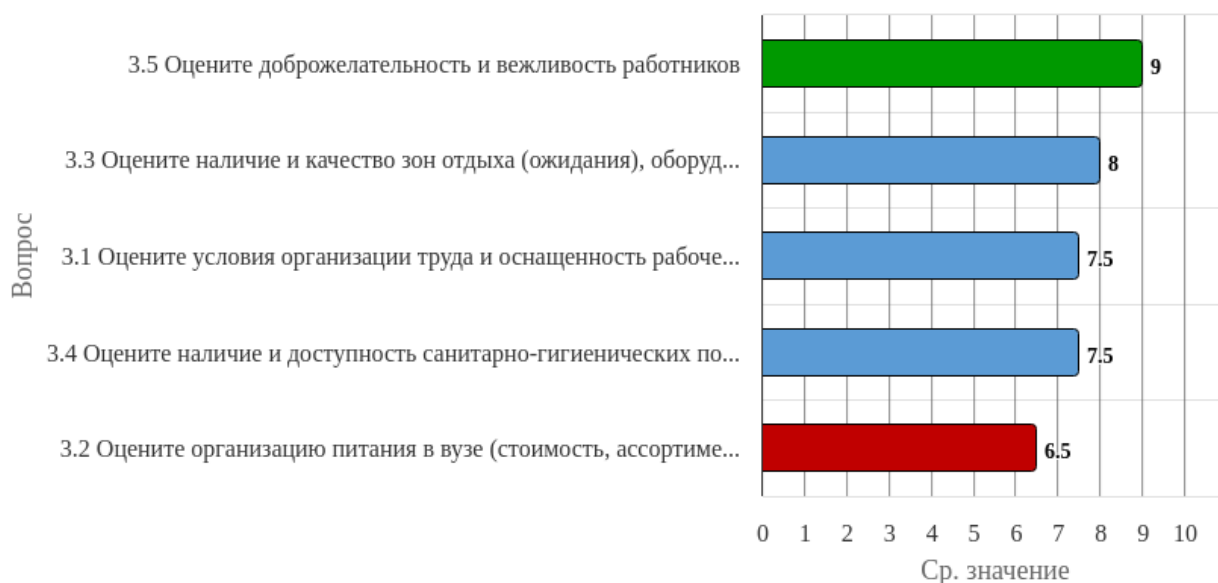 3.5 Оцените доброжелательность и вежливость работников
9
3.3 Оцените наличие и качество зон отдыха (ожидания), оборуд...
8
3.1 Оцените условия организации труда и оснащенность рабоче...
7.5
3.4 Оцените наличие и доступность санитарно-гигиенических по...
7.5
3.2 Оцените организацию питания в вузе (стоимость, ассортиме...
6.5
Вопрос
0 1 2 3 4 5 6 7 8 9 10
Ср. значение